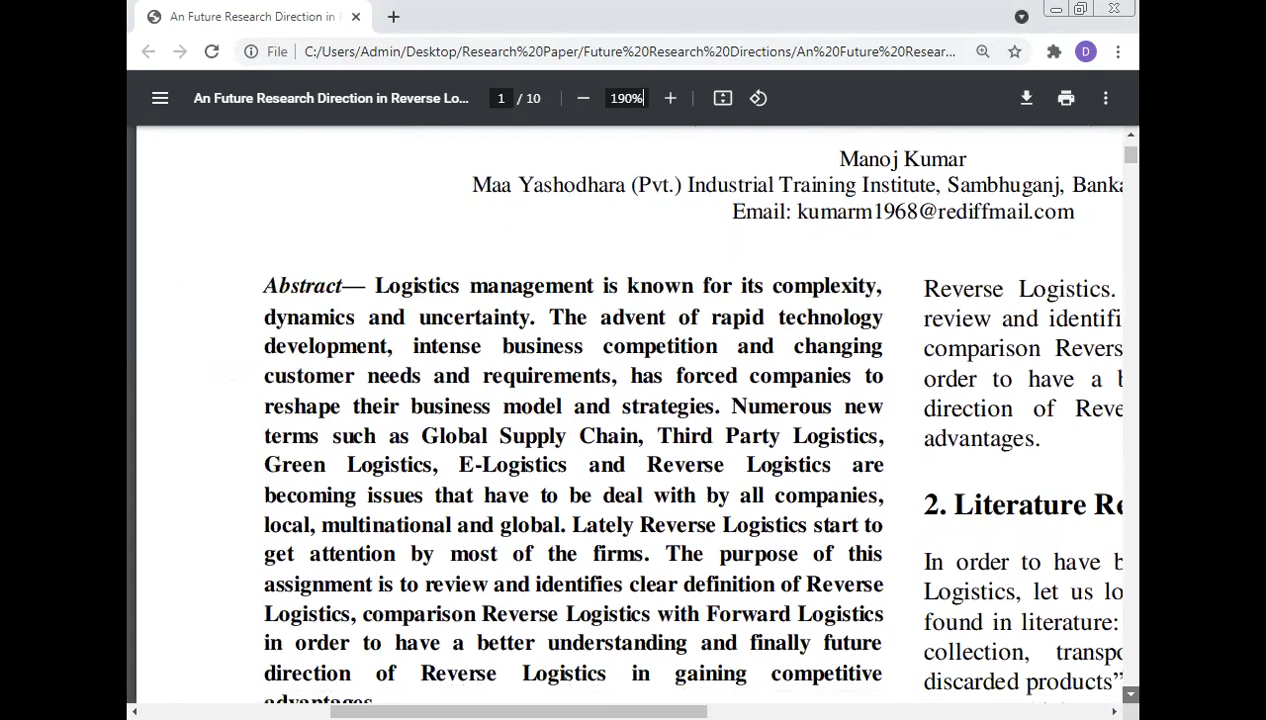 An Future Research Direction in
File C:/Users/Admin/Desktop/Research%20Paper/Future%20Research%20Directions/An%20Future%20Resear...
D
An Future Research Direction in Reverse Lo...
1 / 10
190%
Manoj Kumar
Maa Yashodhara (Pvt.) Industrial Training Institute, Sambhuganj, Banka
Email: kumarm1968@rediffmail.com
Abstract— Logistics management is known for its complexity,
dynamics and uncertainty. The advent of rapid technology
development, intense business competition and changing
customer needs and requirements, has forced companies to
reshape their business model and strategies. Numerous new
terms such as Global Supply Chain, Third Party Logistics,
Green Logistics, E-Logistics and Reverse Logistics are
becoming issues that have to be deal with by all companies,
local, multinational and global. Lately Reverse Logistics start to
get attention by most of the firms. The purpose of this
assignment is to review and identifies clear definition of Reverse
Logistics, comparison Reverse Logistics with Forward Logistics
in order to have a better understanding and finally future
direction of Reverse Logistics in gaining competitive
advantages.
Reverse Logistics.
review and identifi
comparison Revers
order to have a b
direction of Reve
advantages.
2. Literature Re
In order to have b
Logistics, let us lo
found in literature:
collection, transpo
discarded products”